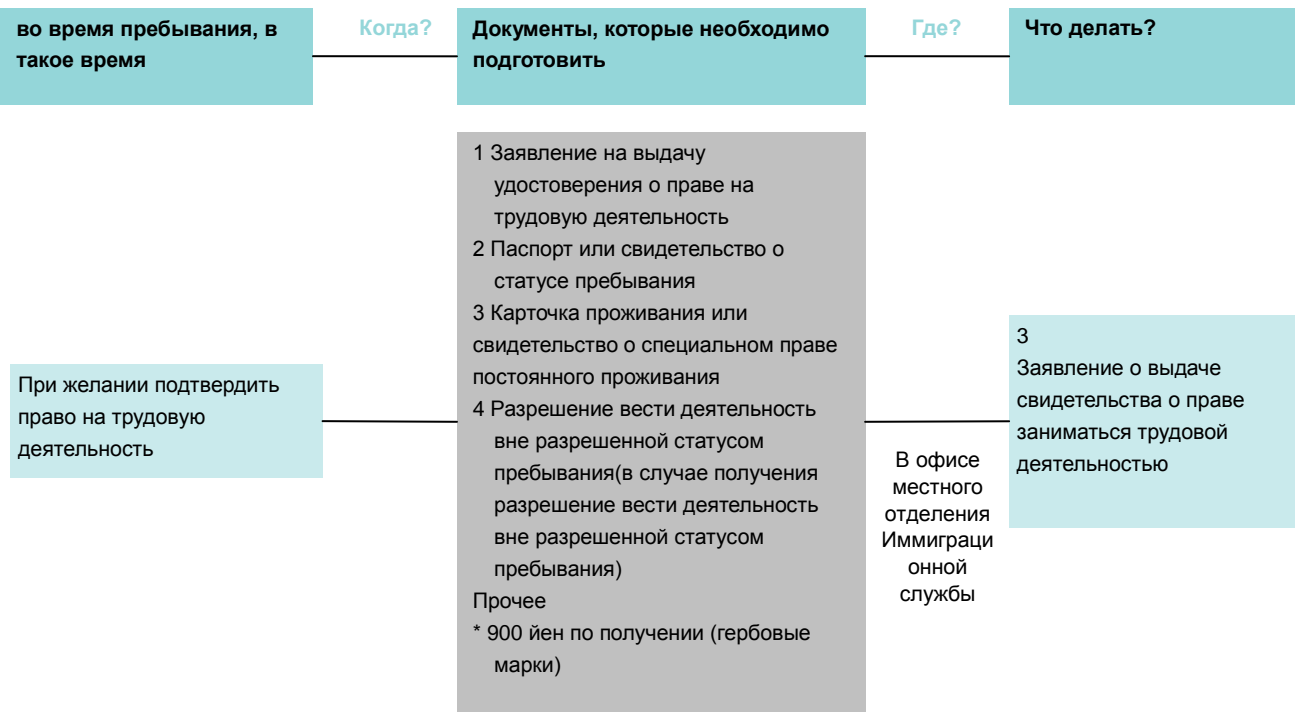 во время пребывания, в
такое время
Когда?
Документы, которые необходимо
подготовить
Где?
Что делать?
При желании подтвердить
право на трудовую
деятельность
1 Заявление на выдачу
удостоверения о праве на
трудовую деятельность
2 Паспорт или свидетельство о
статусе пребывания
3 Карточка проживания или
свидетельство о специальном праве
постоянного проживания
4 Разрешение вести деятельность
вне разрешенной статусом
пребывания(в случае получения
разрешение вести деятельность
вне разрешенной статусом
пребывания)
Прочее
* 900 йен по получении (гербовые
марки)
В офисе
местного
отделения
Иммиграци
онной
службы
3
Заявление о выдаче
свидетельства о праве
заниматься трудовой
деятельностью